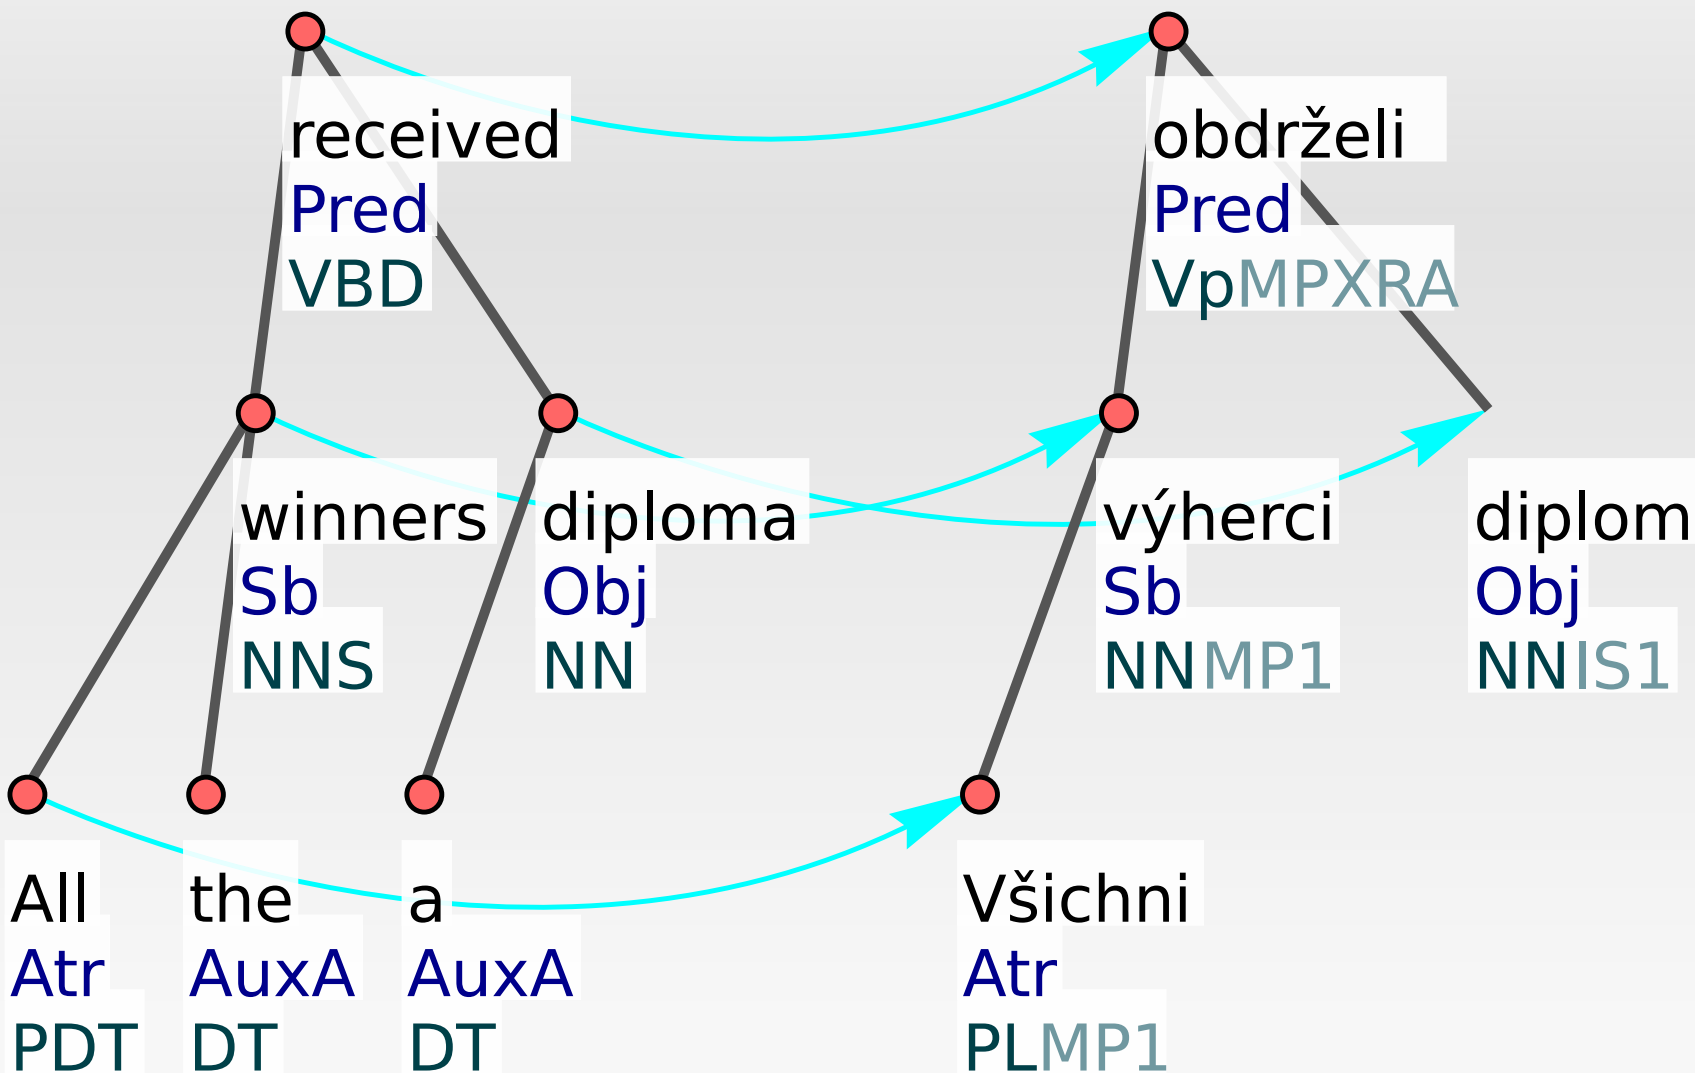 received
Pred
VBD
obdrželi
Pred
VpMPXRA
winners
Sb
NNS
diploma
Obj
NN
výherci
Sb
NNMP1
diplom
Obj
NNIS1
All
Atr
PDT
the
AuxA
DT
a
AuxA
DT
Všichni
Atr
PLMP1